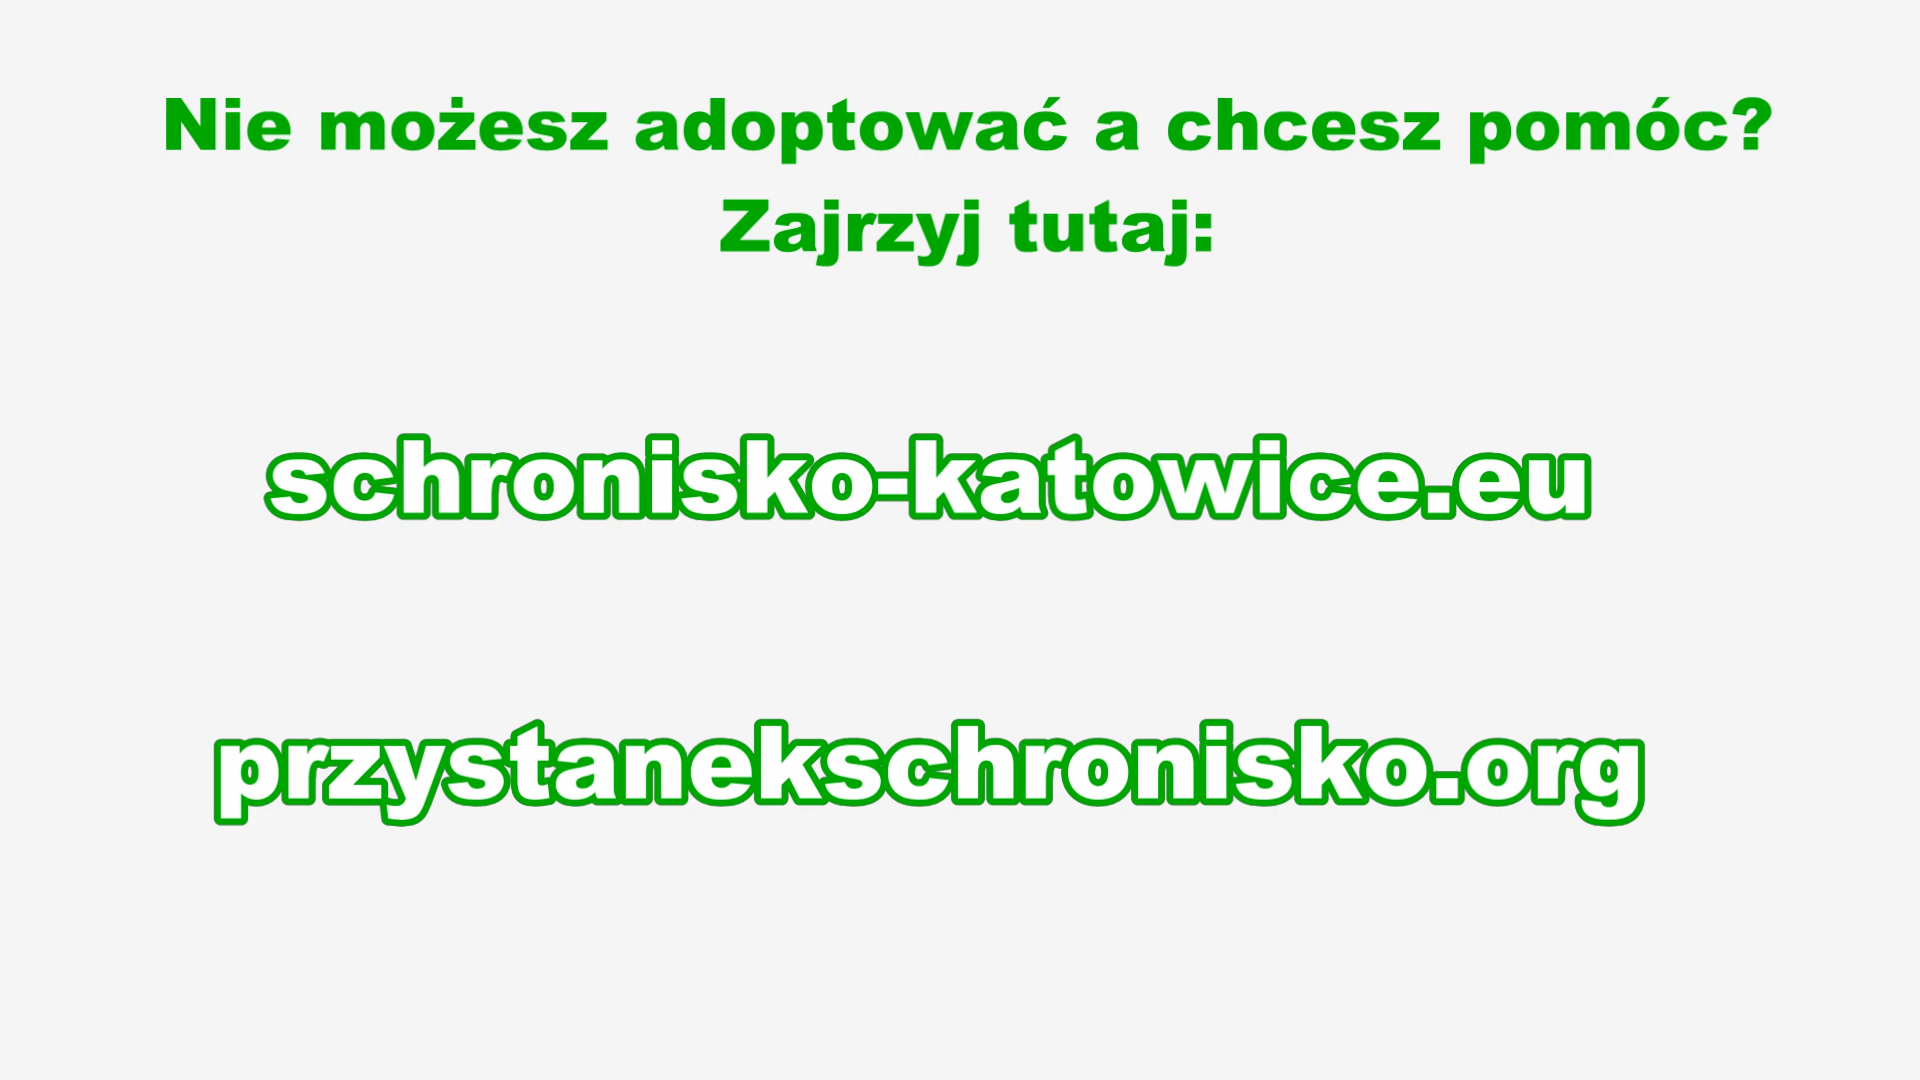 Nie możesz adoptować a chcesz pomóc?
Zajrzyj tutaj:
schronisko-katowice.eu
przystanekschronisko.org